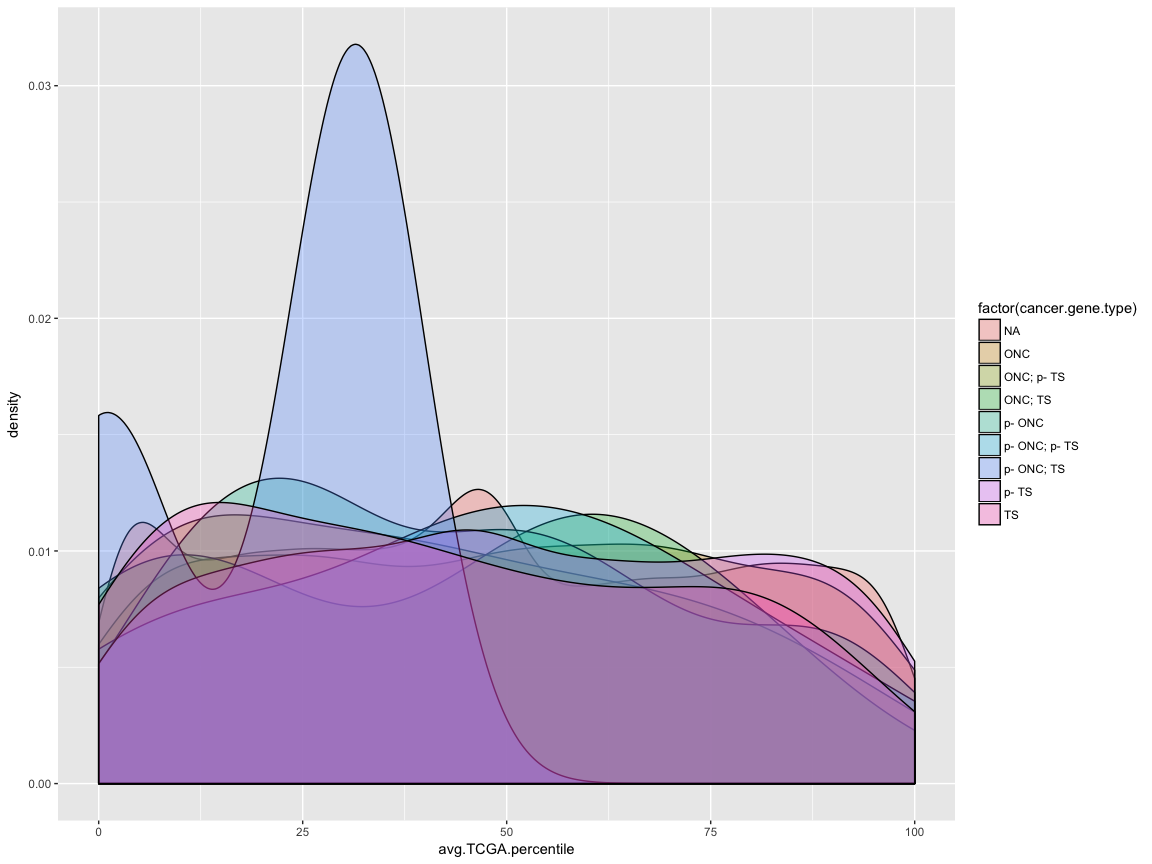 0.03
0.02
0.01
0.00
density
0
25
50
75
100
avg.TCGA.percentile
factor(cancer.gene.type)
NA
ONC
ONC; p- TS
ONC; TS
p- ONC
p- ONC; p- TS
p- ONC; TS
p- TS
TS